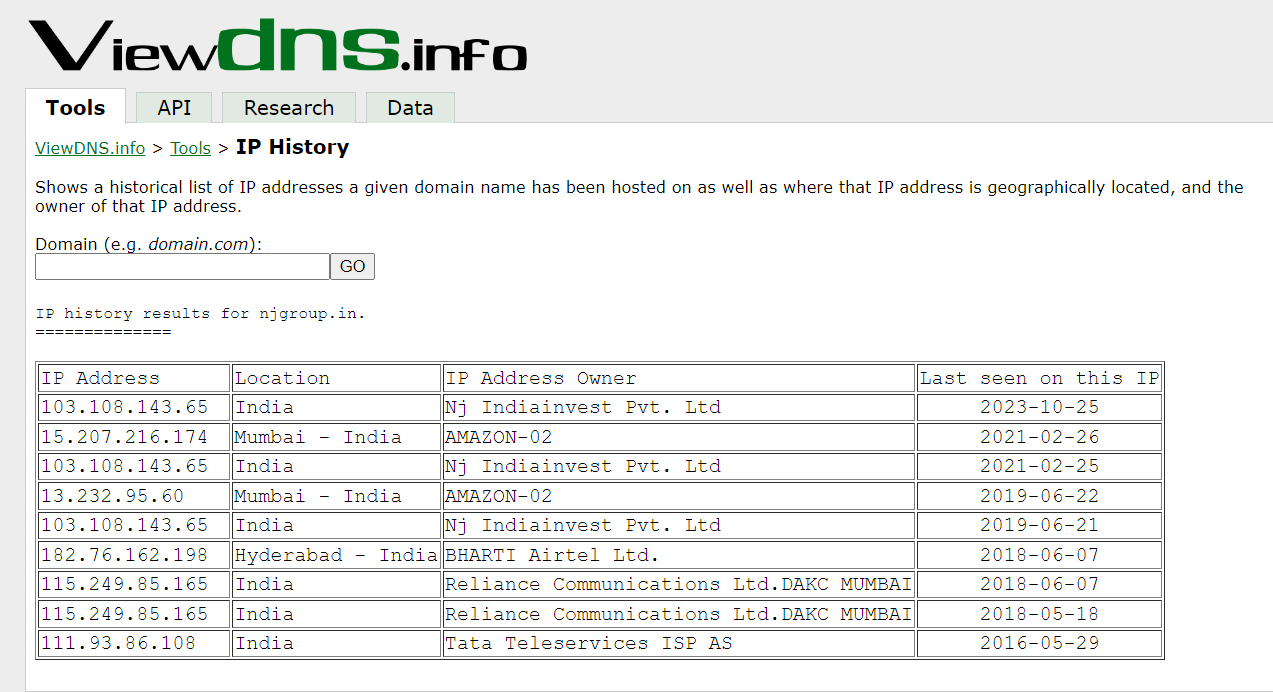 Viewdns.info
Tools API Research Data
ViewDNS.info > Tools > IP History
Shows a historical list of IP addresses a given domain name has been hosted on as well as where that IP address is geographically located, and the
owner of that IP address.
Domain (e.g. domain.com):
GO
IP history results for njgroup.in.
==============
IP Address Location IP Address Owner Last seen on this IP
103.108.143.65 India Nj Indiainvest Pvt. Ltd 2023-10-25
15.207.216.174 Mumbai - India AMAZON-02 2021-02-26
103.108.143.65 India Nj Indiainvest Pvt. Ltd 2021-02-25
13.232.95.60 Mumbai - India AMAZON-02 2019-06-22
103.108.143.65 India Nj Indiainvest Pvt. Ltd 2019-06-21
182.76.162.198 Hyderabad - India BHARTI Airtel Ltd. 2018-06-07
115.249.85.165 India Reliance Communications Ltd.DAKC MUMBAI 2018-06-07
115.249.85.165 India Reliance Communications Ltd.DAKC MUMBAI 2018-05-18
111.93.86.108 India Tata Teleservices ISP AS 2016-05-29